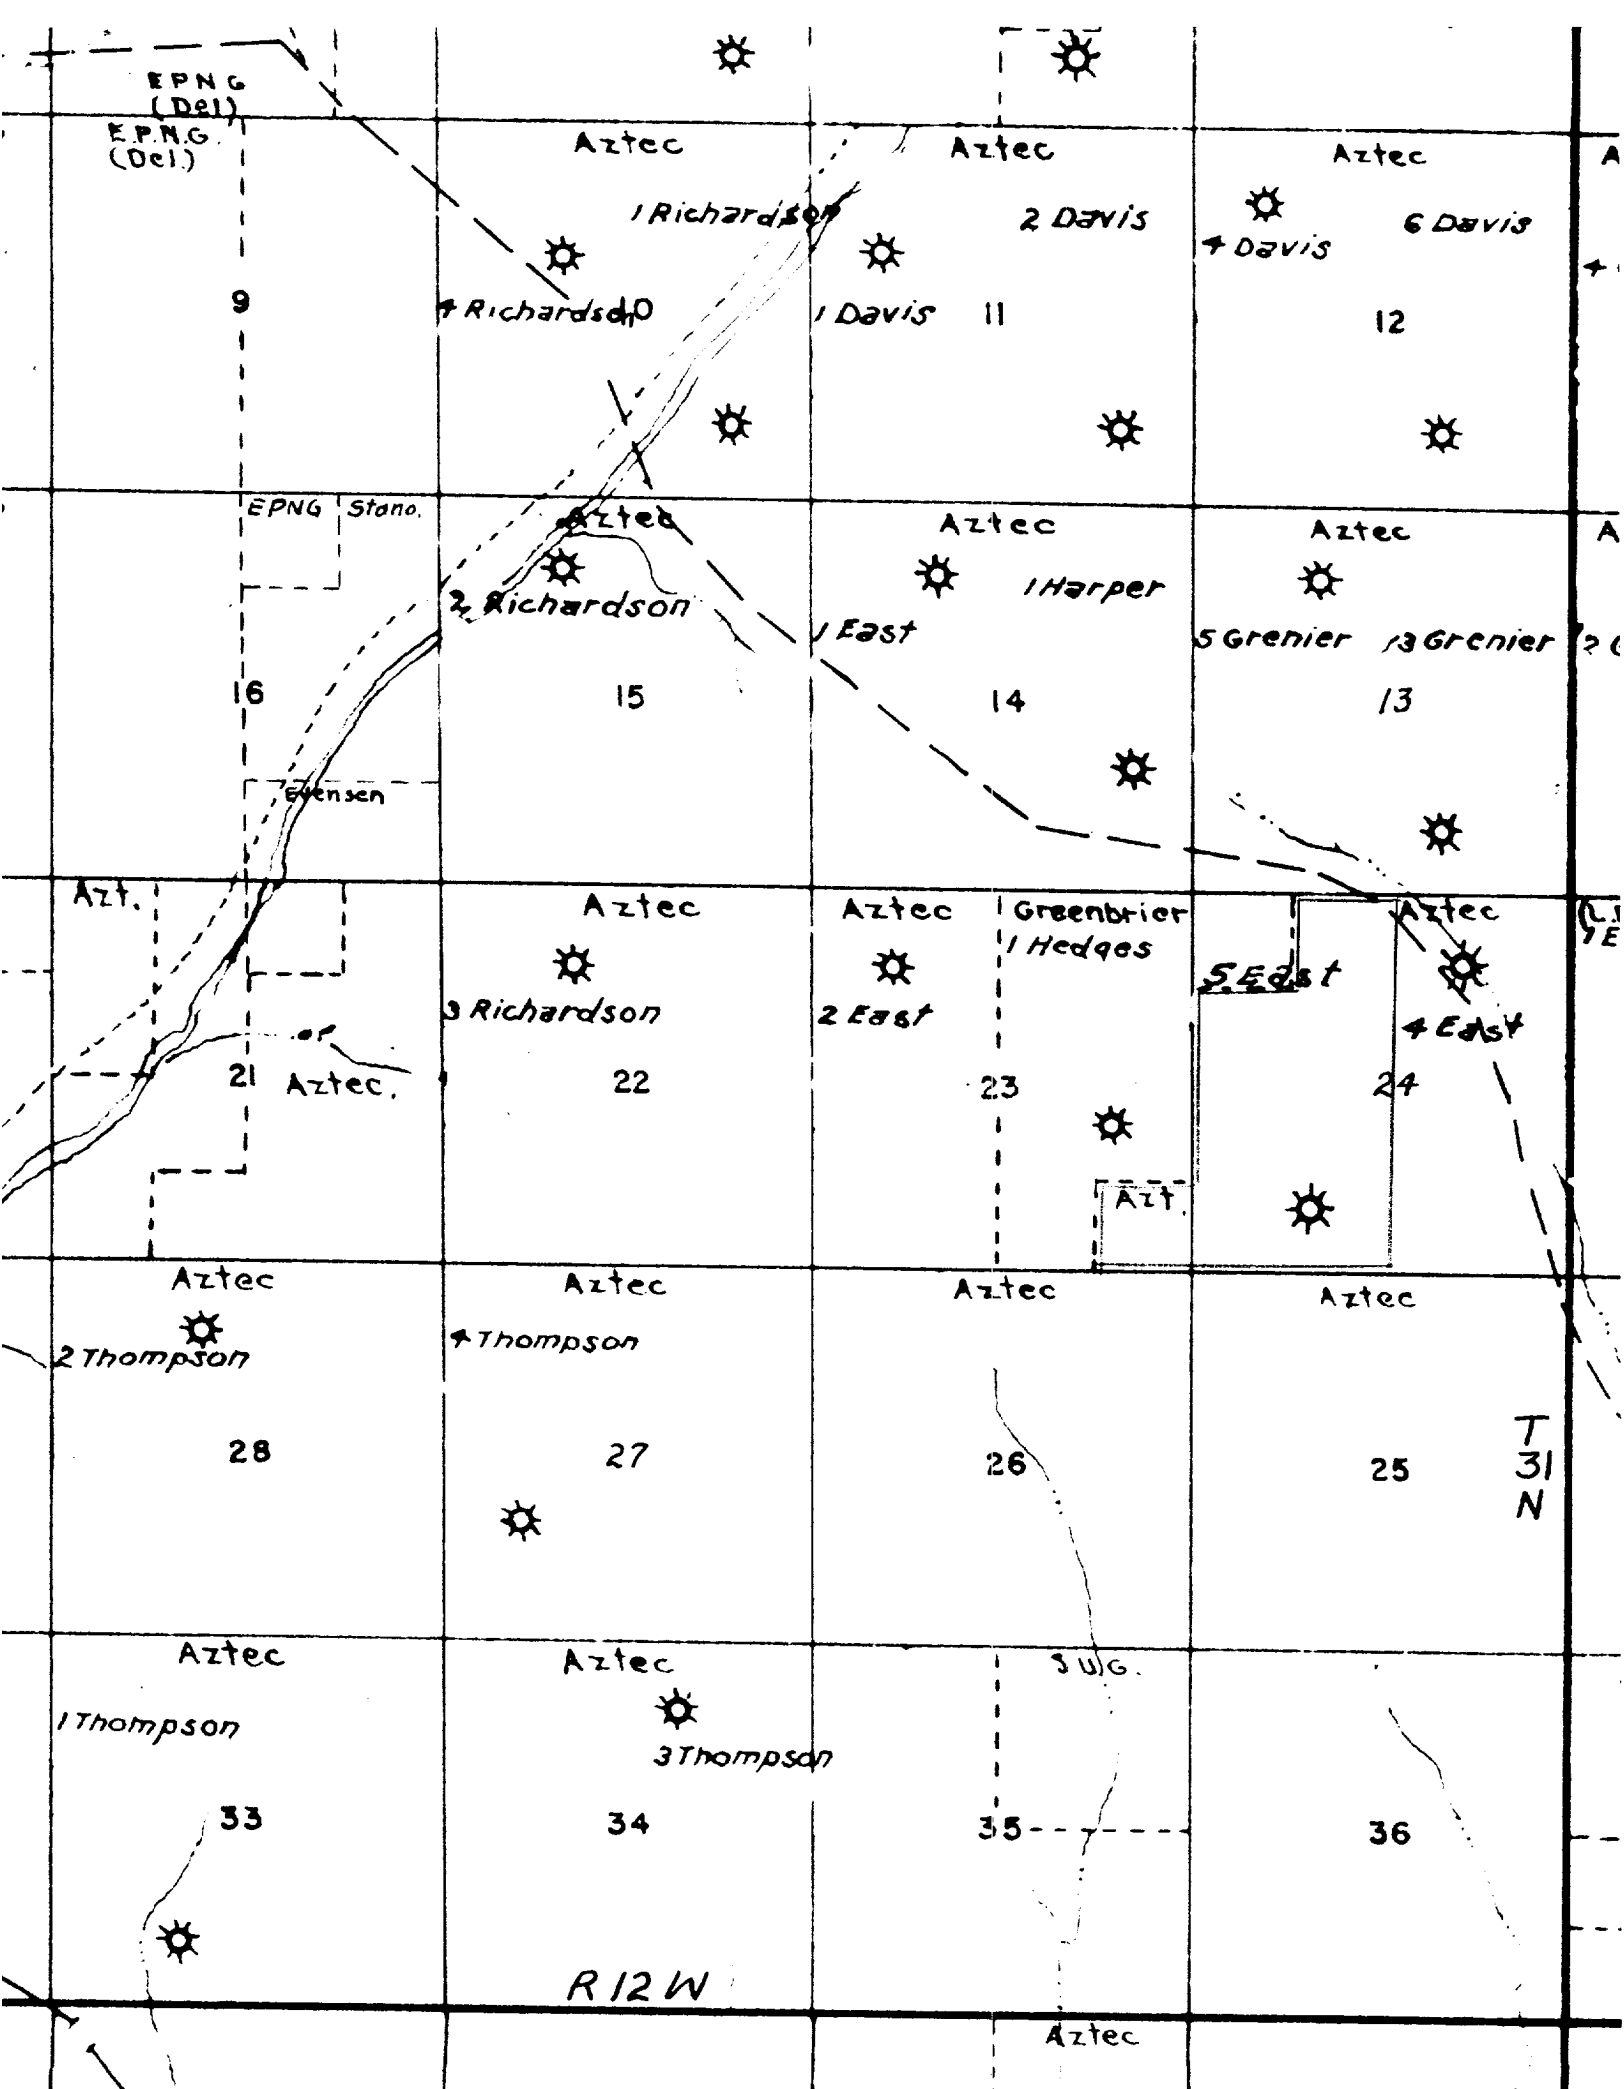 EPNG
(Del)
E.P.N.G.
(Del.)
Aztec
Aztec
Aztec
A
1 Richardson
2 Davis
4 Davis
6 Davis
4
9
4 Richardson
10
1 Davis
11
12
EPNG
Stano.
Aztec
Aztec
Aztec
A
2 Richardson
1 Harper
1 East
5 Grenier
13 Grenier
16
15
14
13
Evensen
Azt.
Aztec
Aztec
Greenbrier
1 Hedges
Aztec
5 East
3 Richardson
2 East
4 East
21
Aztec.
22
23
24
Azt.
Aztec
Aztec
Aztec
Aztec
2 Thompson
4 Thompson
28
27
26
25
T
31
N
Aztec
Aztec
S.U.G.
1 Thompson
3 Thompson
33
34
35
36
R 12 W
Aztec